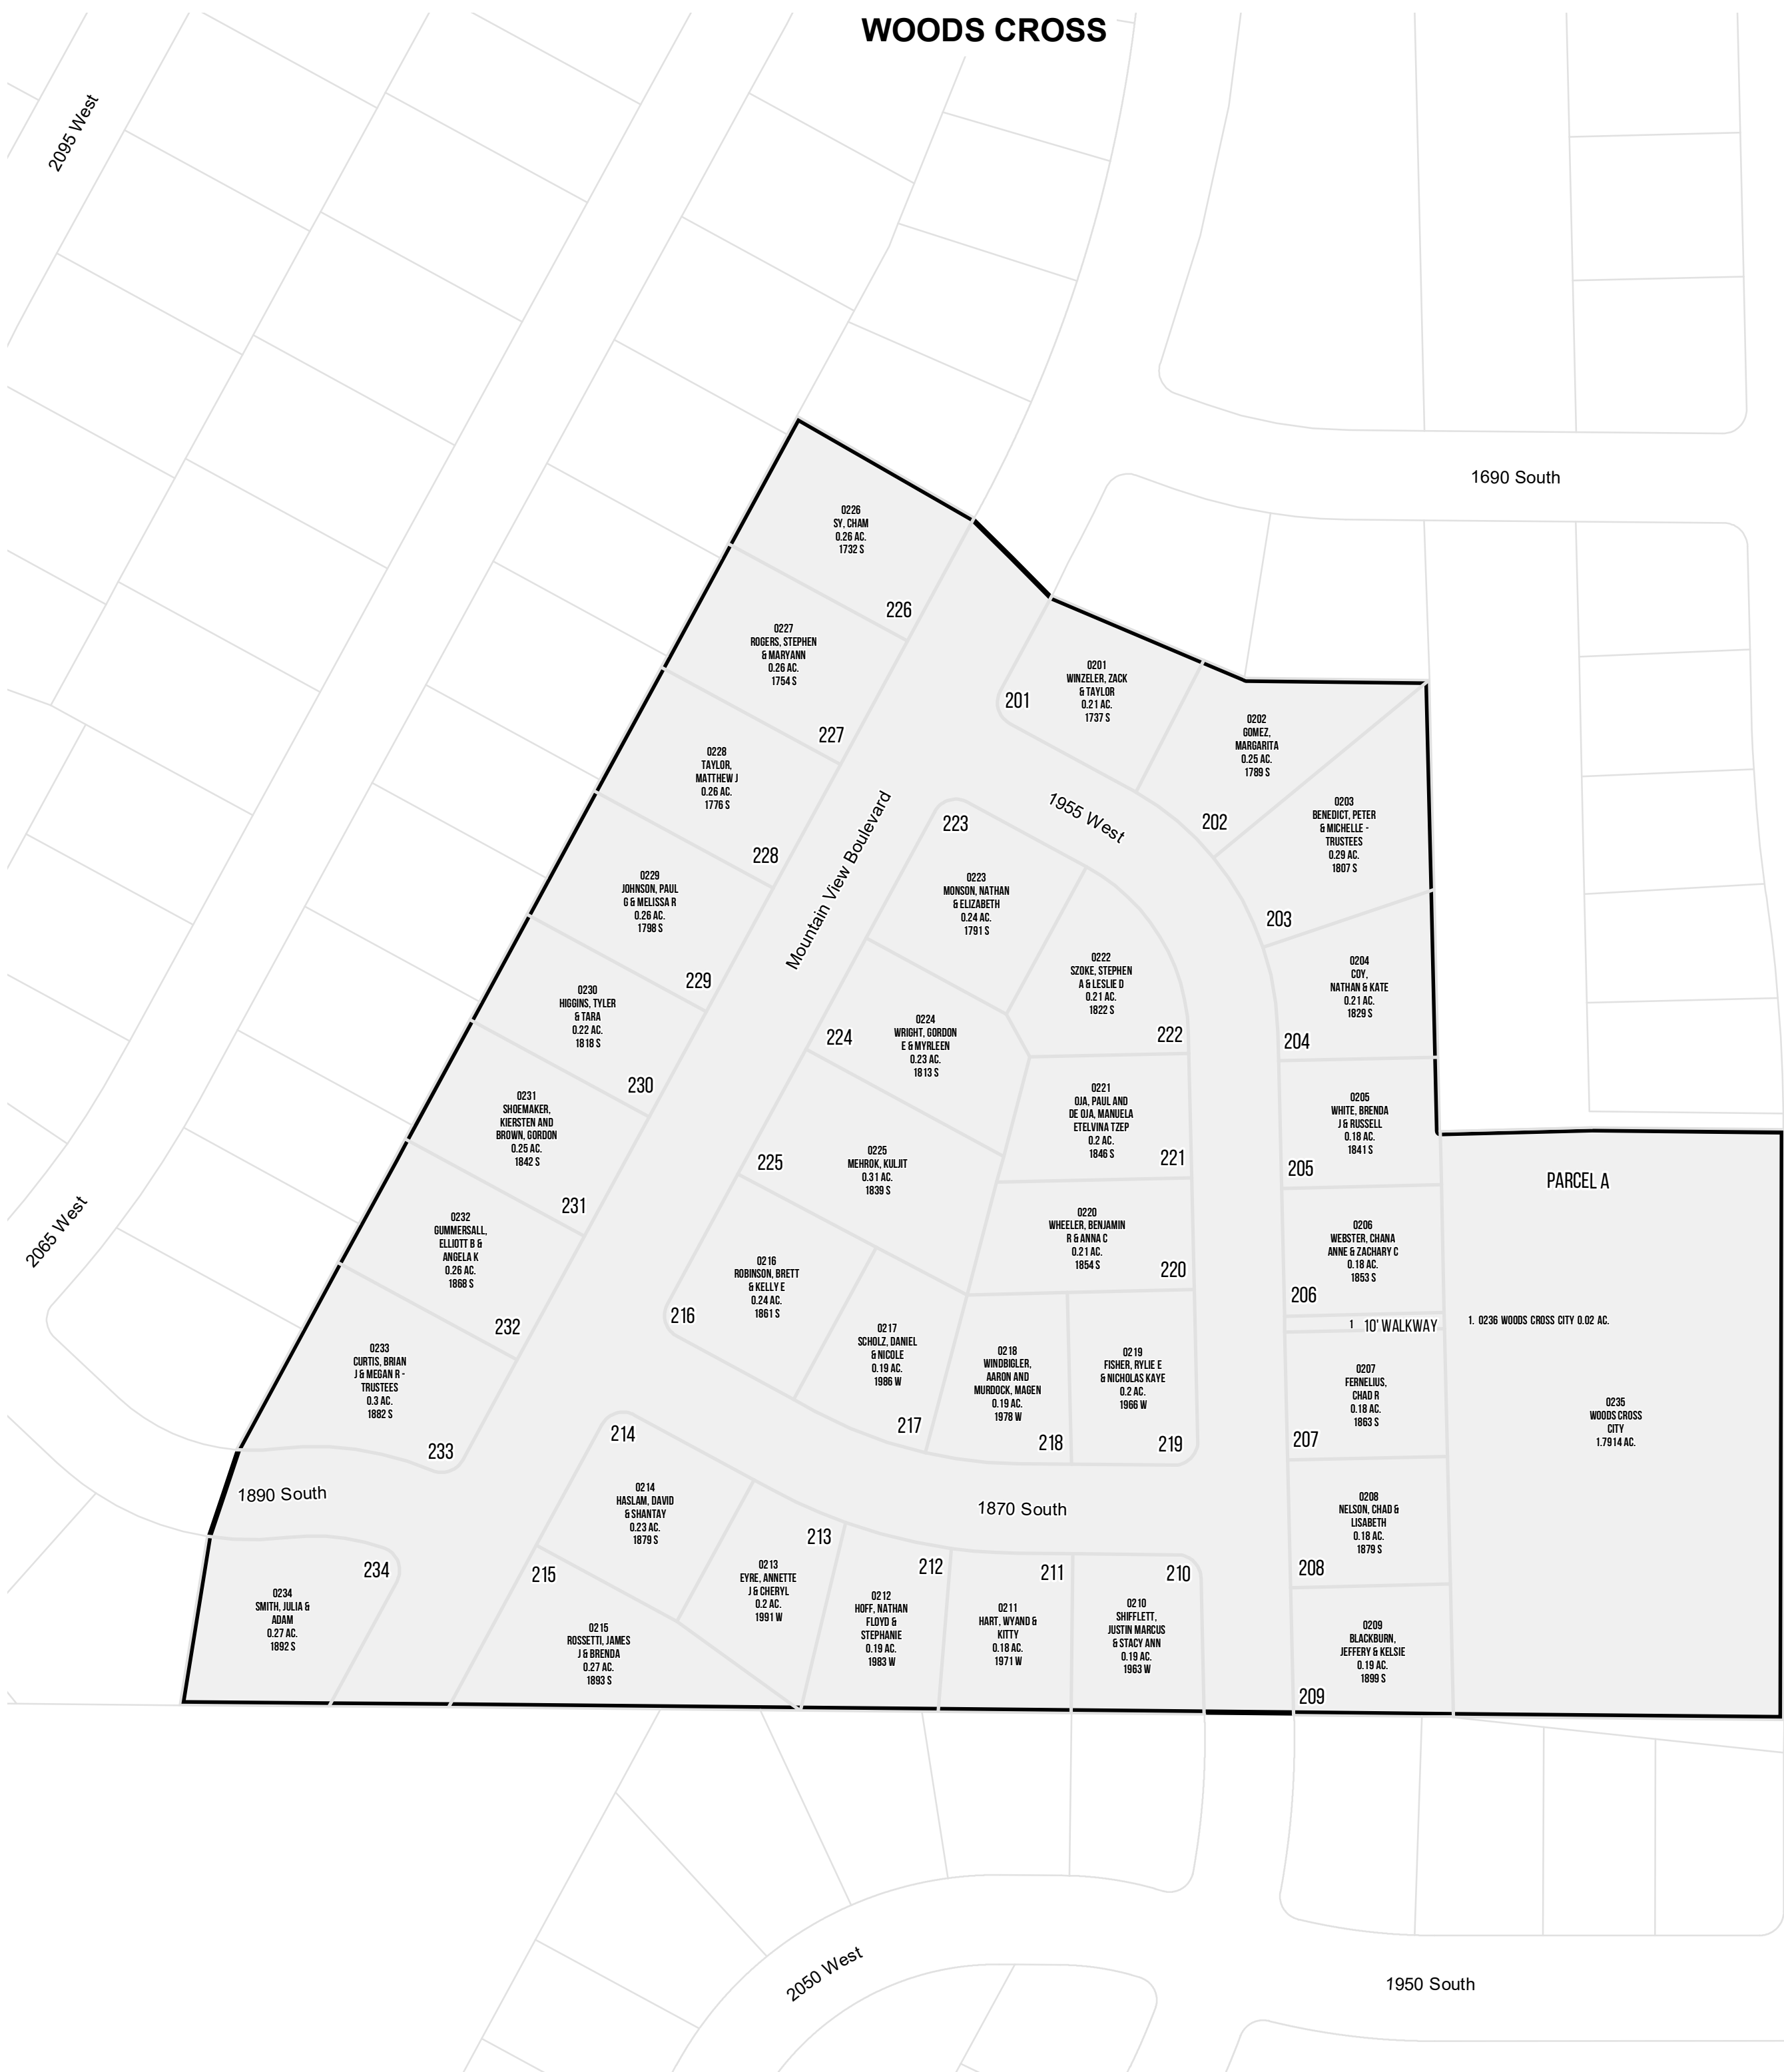 WOODS CROSS
2095 West
1690 South
0226
SY, CHAM
0.26 AC.
1732 S
226
0227
ROGERS, STEPHEN
& MARYANN
0.26 AC.
1754 S
227
0201
WINZELER, ZACK
& TAYLOR
0.21 AC.
1737 S
201
0202
GOMEZ,
MARGARITA
0.25 AC.
1789 S
202
0228
TAYLOR,
MATTHEW J
0.26 AC.
1776 S
228
Mountain View Boulevard
1955 West
0203
BENEDICT, PETER
& MICHELLE -
TRUSTEES
0.29 AC.
1807 S
203
223
0223
MONSON, NATHAN
& ELIZABETH
0.24 AC.
1791 S
0229
JOHNSON, PAUL
G & MELISSA R
0.26 AC.
1798 S
229
0222
SZOKE, STEPHEN
A & LESLIE D
0.21 AC.
1822 S
222
0204
COY,
NATHAN & KATE
0.21 AC.
1829 S
204
0230
HIGGINS, TYLER
& TARA
0.22 AC.
1818 S
230
224
0224
WRIGHT, GORDON
E & MYRLEEN
0.23 AC.
1813 S
0221
OJA, PAUL AND
DE OJA, MANUELA
ETELVINA TZEP
0.2 AC.
1846 S
221
0205
WHITE, BRENDA
J & RUSSELL
0.18 AC.
1841 S
205
0231
SHOEMAKER,
KIERSTEN AND
BROWN, GORDON
0.25 AC.
1842 S
231
225
0225
MEHROK, KULJIT
0.31 AC.
1839 S
PARCEL A
2065 West
0232
GUMMERSALL,
ELLIOTT B &
ANGELA K
0.26 AC.
1868 S
232
0220
WHEELER, BENJAMIN
R & ANNA C
0.21 AC.
1854 S
220
0206
WEBSTER, CHANA
ANNE & ZACHARY C
0.18 AC.
1853 S
206
0216
ROBINSON, BRETT
& KELLY E
0.24 AC.
1861 S
216
1 10' WALKWAY
1. 0236 WOODS CROSS CITY 0.02 AC.
0217
SCHOLZ, DANIEL
& NICOLE
0.19 AC.
1986 W
217
0218
WINDBIGLER,
AARON AND
MURDOCK, MAGEN
0.19 AC.
1978 W
218
0219
FISHER, RYLIE E
& NICHOLAS KAYE
0.2 AC.
1966 W
219
0207
FERNELIUS,
CHAD R
0.18 AC.
1863 S
207
0235
WOODS CROSS
CITY
1.7914 AC.
0233
CURTIS, BRIAN
J & MEGAN R -
TRUSTEES
0.3 AC.
1882 S
233
1890 South
214
0214
HASLAM, DAVID
& SHANTAY
0.23 AC.
1879 S
1870 South
0208
NELSON, CHAD &
LISABETH
0.18 AC.
1879 S
208
213
0213
EYRE, ANNETTE
J & CHERYL
0.2 AC.
1991 W
212
0212
HOFF, NATHAN
FLOYD &
STEPHANIE
0.19 AC.
1983 W
211
0211
HART, WYAND &
KITTY
0.18 AC.
1971 W
210
0210
SHIFFLETT,
JUSTIN MARCUS
& STACY ANN
0.19 AC.
1963 W
234
0234
SMITH, JULIA &
ADAM
0.27 AC.
1892 S
215
0215
ROSSETTI, JAMES
J & BRENDA
0.27 AC.
1893 S
0209
BLACKBURN,
JEFFERY & KELSIE
0.19 AC.
1899 S
209
2050 West
1950 South